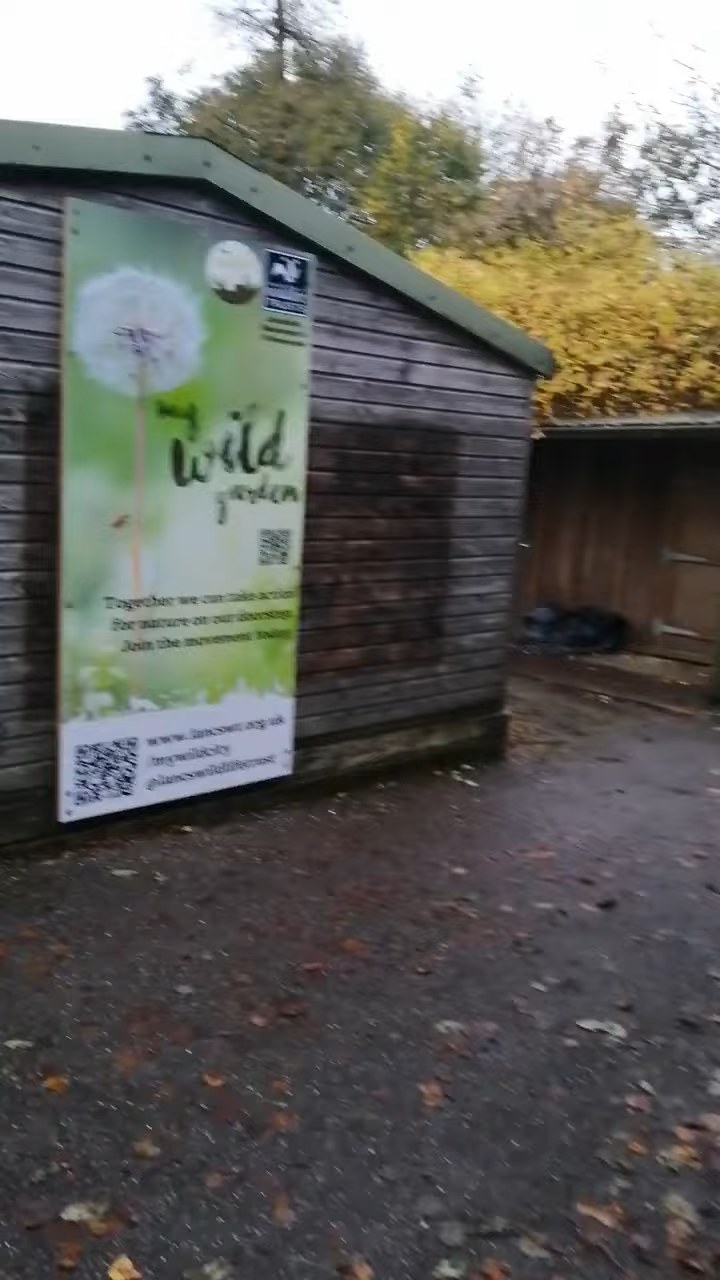 my
wild
garden
Together we can take action
for nature on our doorstep
Join the movement today
www.lancswt.org.uk
/mywildcity
@lancswildlifetrust